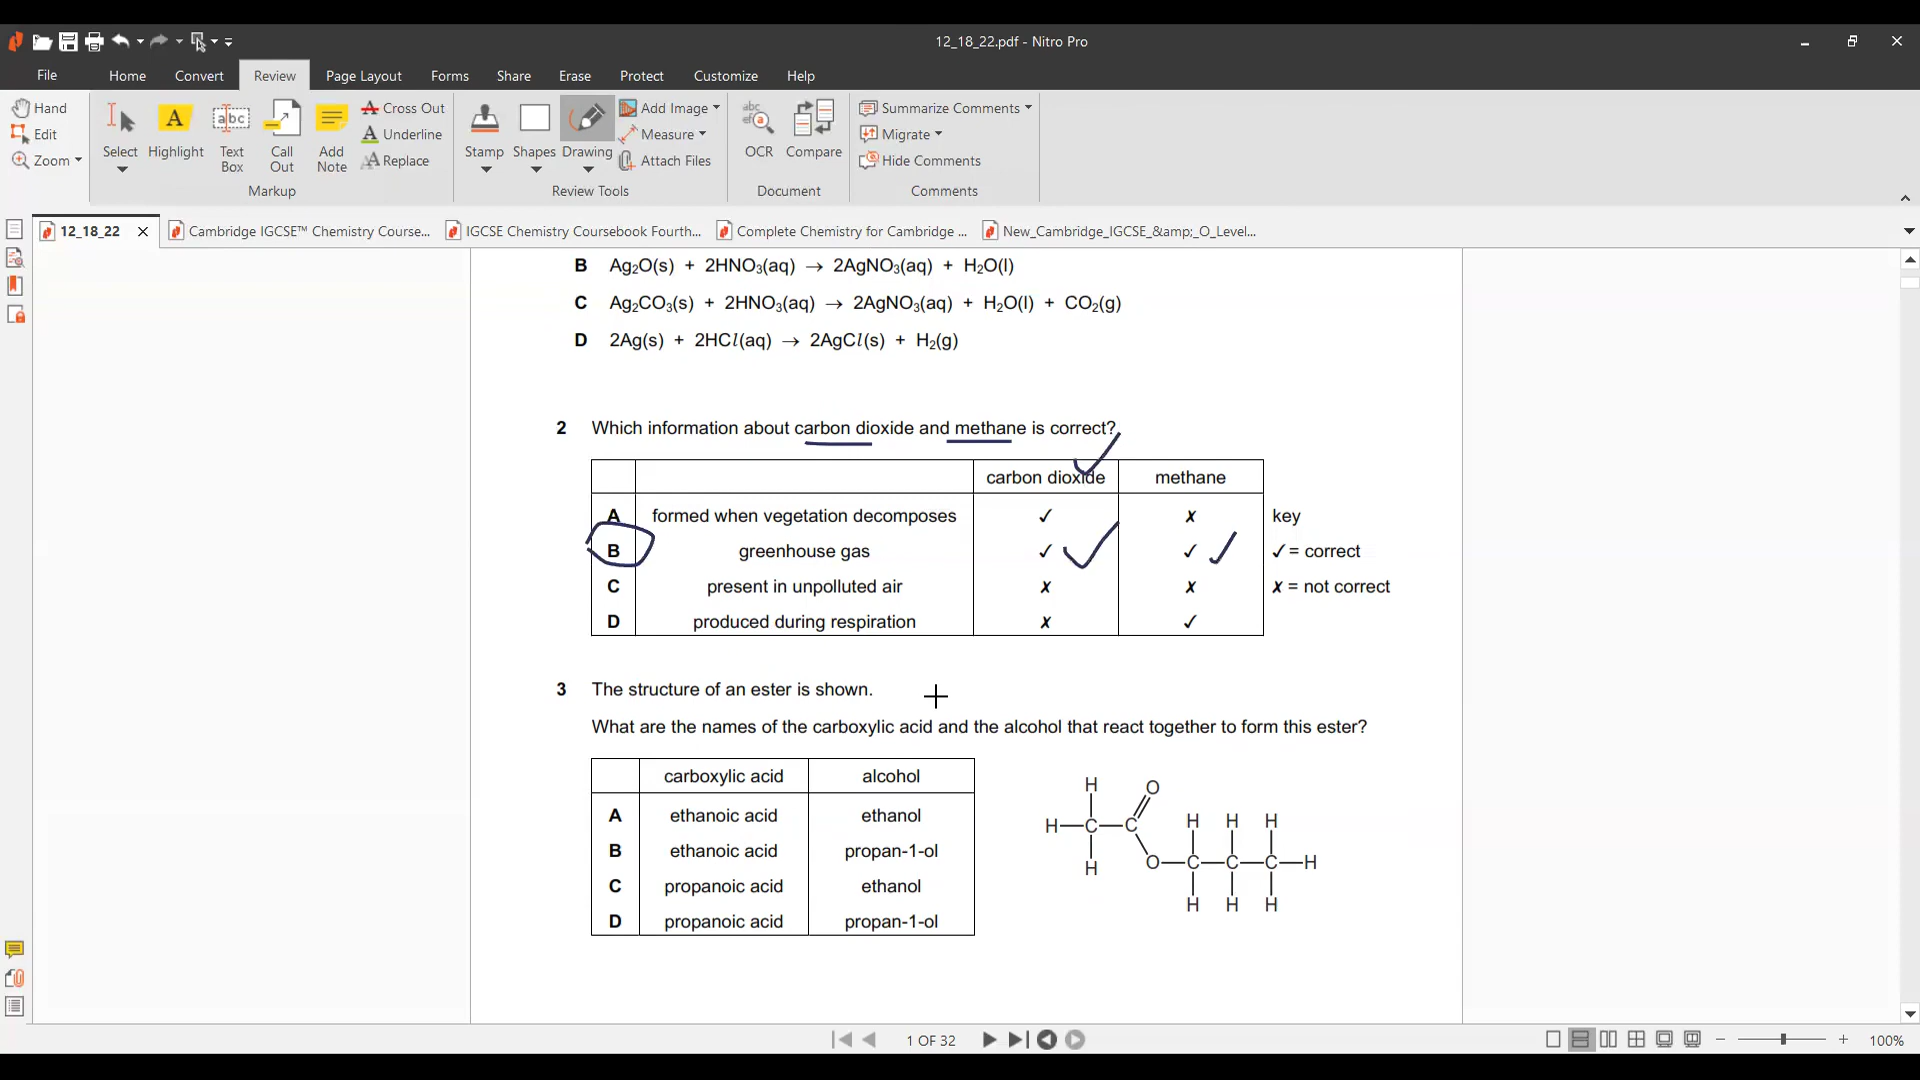 12_18_22.pdf - Nitro Pro
File Home Convert Review Page Layout Forms Share Erase Protect Customize Help
Hand
Edit
Zoom
Select
Highlight
Text Box
Call Out
Add Note
Cross Out
Underline
Replace
Markup
Stamp
Shapes
Drawing
Add Image
Measure
Attach Files
Review Tools
OCR
Compare
Document
Summarize Comments
Migrate
Hide Comments
Comments
12_18_22 Cambridge IGCSE™ Chemistry Course... IGCSE Chemistry Coursebook Fourth... Complete Chemistry for Cambridge ... New_Cambridge_IGCSE_&amp;_O_Level...
B Ag₂O(s) + 2HNO₃(aq) → 2AgNO₃(aq) + H₂O(l)
C Ag₂CO₃(s) + 2HNO₃(aq) → 2AgNO₃(aq) + H₂O(l) + CO₂(g)
D 2Ag(s) + 2HCl(aq) → 2AgCl(s) + H₂(g)
2 Which information about carbon dioxide and methane is correct?
carbon dioxide methane
A formed when vegetation decomposes ✓ ✗ key
B greenhouse gas ✓ ✓ ✓= correct
C present in unpolluted air ✗ ✗ ✗ = not correct
D produced during respiration ✗ ✓
3 The structure of an ester is shown.
What are the names of the carboxylic acid and the alcohol that react together to form this ester?
carboxylic acid alcohol
A ethanoic acid ethanol
B ethanoic acid propan-1-ol
C propanoic acid ethanol
D propanoic acid propan-1-ol
H O
H H H
H C C
H O C C C H
H H H
1 OF 32
100%